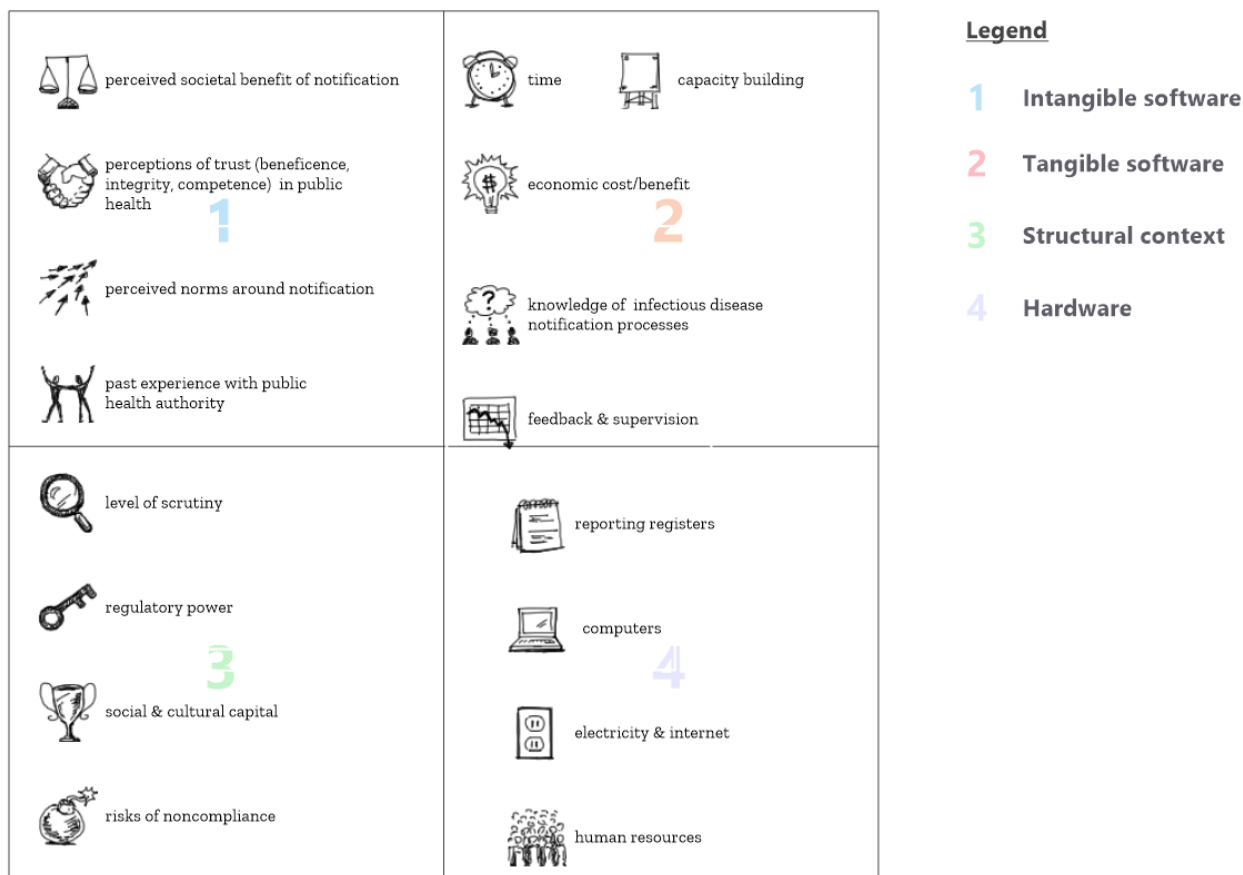 perceived societal benefit of notification
perceptions of trust (beneficence,
integrity, competence) in public
health
1
perceived norms around notification
past experience with public
health authority
time
capacity building
$
economic cost/benefit
2
?
knowledge of infectious disease
notification processes
feedback & supervision
level of scrutiny
regulatory power
3
social & cultural capital
risks of noncompliance
reporting registers
computers
4
electricity & internet
human resources
Legend
1 Intangible software
2 Tangible software
3 Structural context
4 Hardware